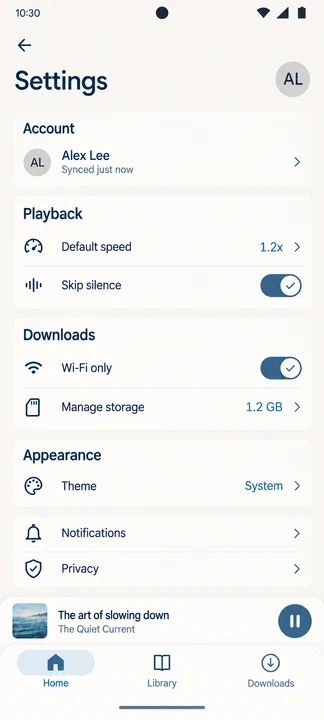 10:30
Settings
AL
Account
AL
Alex Lee
Synced just now
Playback
Default speed
1.2x
Skip silence
Downloads
Wi-Fi only
Manage storage
1.2 GB
Appearance
Theme
System
Notifications
Privacy
The art of slowing down
The Quiet Current
Home
Library
Downloads